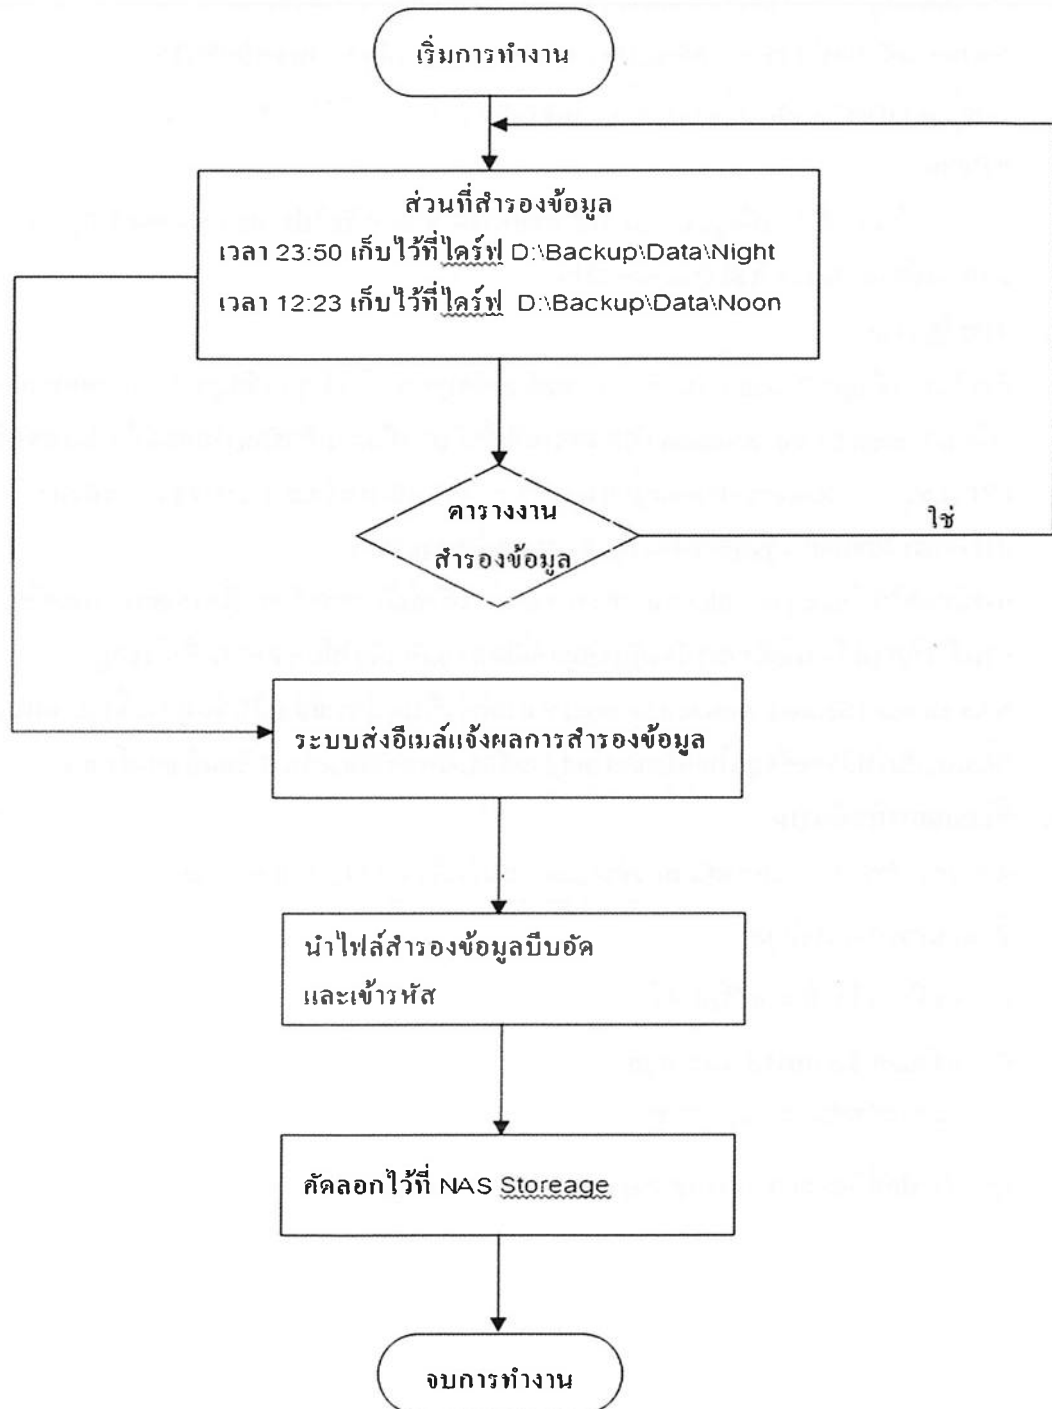 เริ่มการทำงาน
ส่วนที่สำรองข้อมูล
เวลา 23:50 เก็บไว้ที่ไดร์ฟ D:\Backup\Data\Night
เวลา 12:23 เก็บไว้ที่ไดร์ฟ D:\Backup\Data\Noon
ตารางงาน
สำรองข้อมูล
ใช่
ระบบส่งอีเมล์แจ้งผลการสำรองข้อมูล
นำไฟล์สำรองข้อมูลบีบอัด
และเข้ารหัส
คัดลอกไว้ที่ NAS Storeage
จบการทำงาน